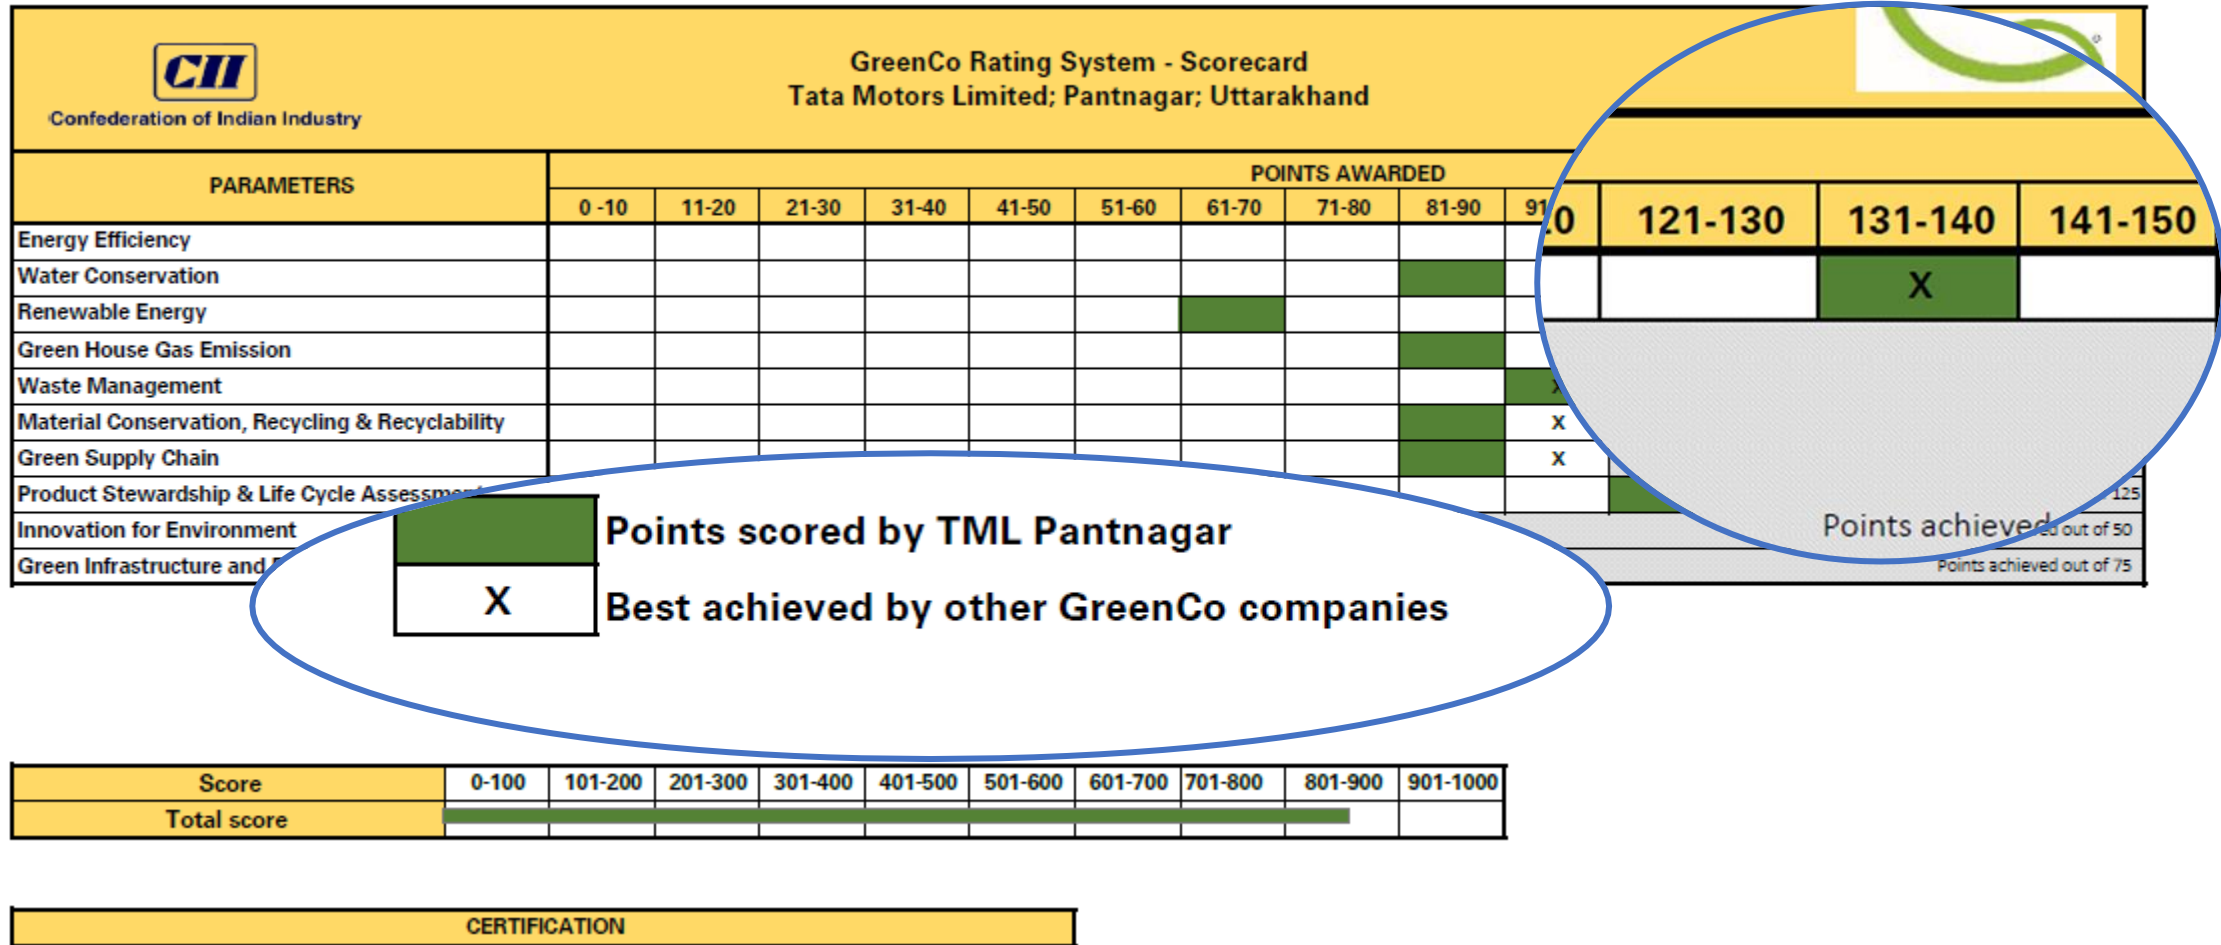 CII
Confederation of Indian Industry
GreenCo Rating System - Scorecard
Tata Motors Limited; Pantnagar; Uttarakhand
PARAMETERS
POINTS AWARDED
0 -10 11-20 21-30 31-40 41-50 51-60 61-70 71-80 81-90 91
0 121-130 131-140 141-150
Energy Efficiency
X
Water Conservation
Renewable Energy
Green House Gas Emission
Waste Management
Material Conservation, Recycling & Recyclability X
Green Supply Chain X
Product Stewardship & Life Cycle 125
Innovation for Environment
Points achieved out of 50
Green Infrastructure and
Points achieved out of 75
Points scored by TML Pantnagar
X Best achieved by other GreenCo companies
Score 0-100 101-200 201-300 301-400 401-500 501-600 601-700 701-800 801-900 901-1000
Total score
CERTIFICATION